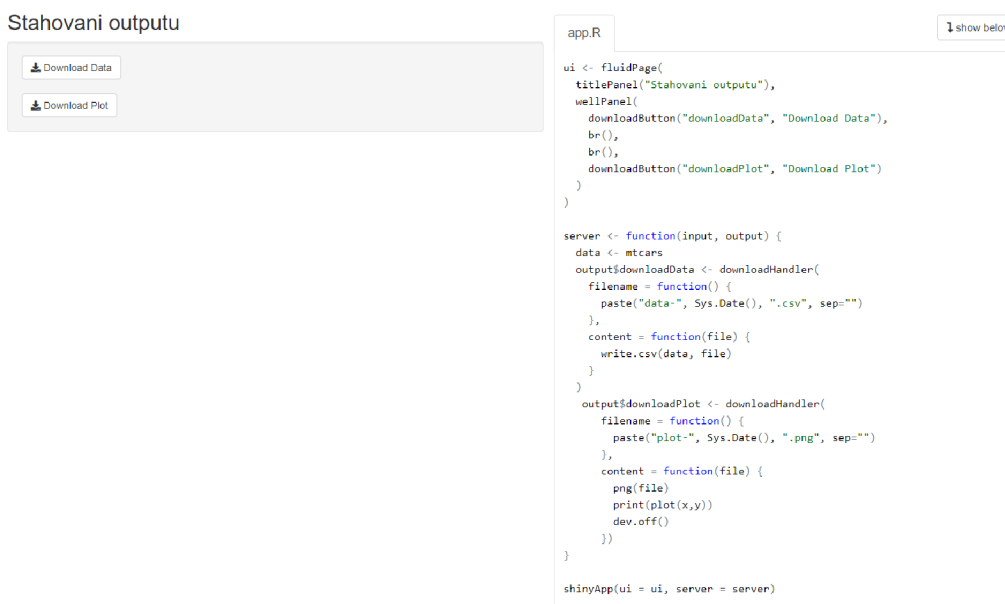 Stahovani outputu
Download Data
Download Plot
app.R
show below
ui <- fluidPage(
  titlePanel("Stahovani outputu"),
  wellPanel(
    downloadButton("downloadData", "Download Data"),
    br(),
    br(),
    downloadButton("downloadPlot", "Download Plot")
  )
)

server <- function(input, output) {
  data <- mtcars
  output$downloadData <- downloadHandler(
    filename = function() {
      paste("data-", Sys.Date(), ".csv", sep="")
    },
    content = function(file) {
      write.csv(data, file)
    }
  )
   output$downloadPlot <- downloadHandler(
      filename = function() {
        paste("plot-", Sys.Date(), ".png", sep="")
      },
      content = function(file) {
        png(file)
        print(plot(x,y))
        dev.off()
      })
}

shinyApp(ui = ui, server = server)